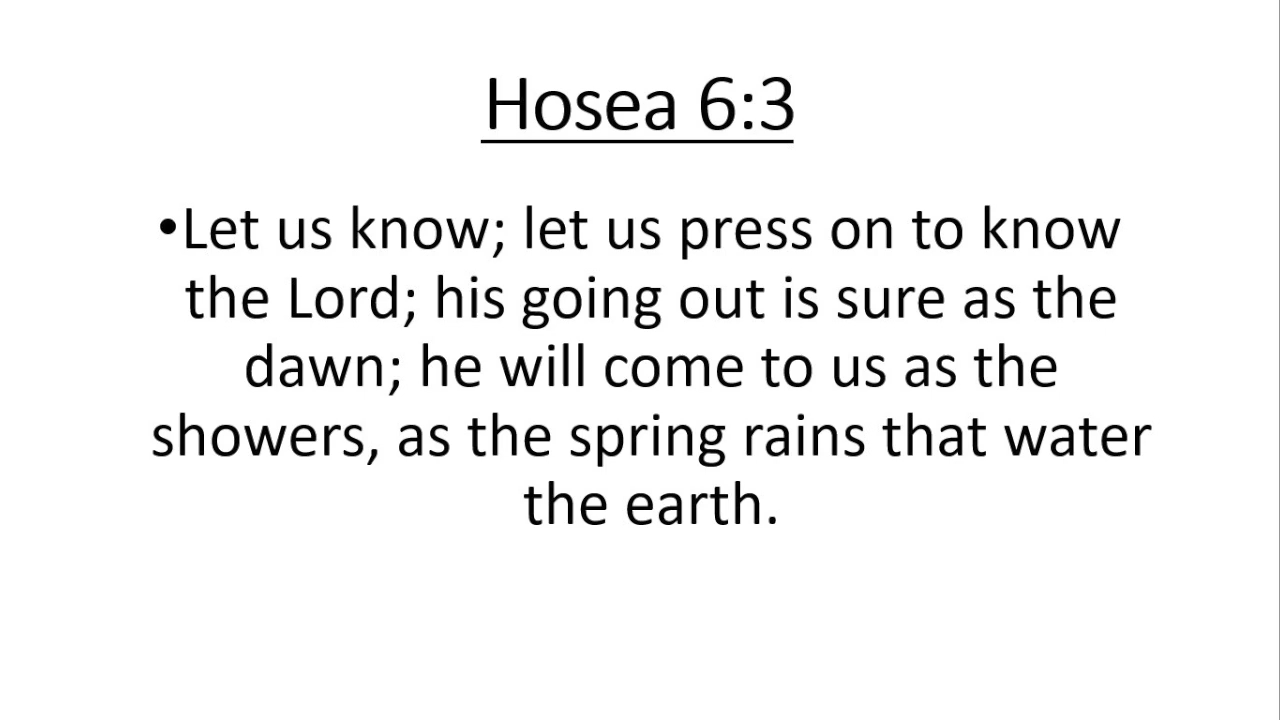 Hosea 6:3
•Let us know; let us press on to know
the Lord; his going out is sure as the
dawn; he will come to us as the
showers, as the spring rains that water
the earth.